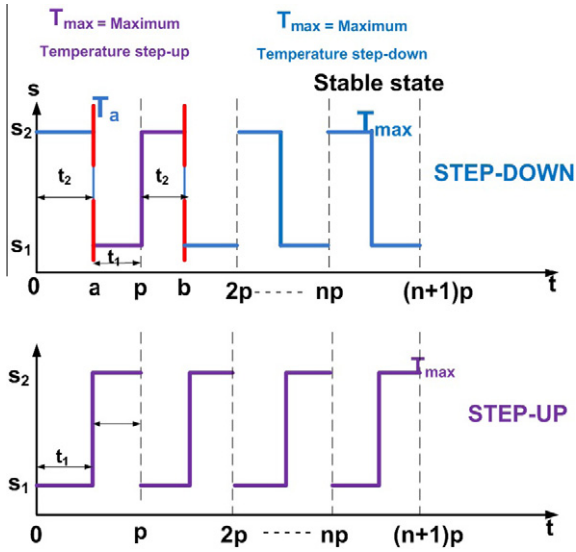 Tmax = Maximum
Temperature step-up
Tmax = Maximum
Temperature step-down
Stable state
s
Ta
s2
Tmax
STEP-DOWN
t2
t2
s1
t1
0 a p b 2p ----- np (n+1)p t
s2
Tmax
STEP-UP
t1
s1
0 p 2p ----- np (n+1)p t